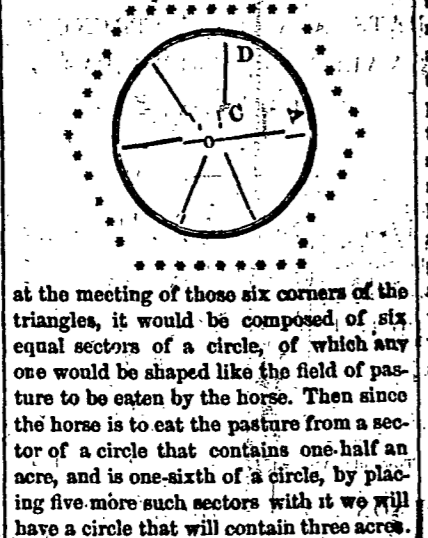 D
C
A
O
at the meeting of those six corners of the
triangles, it would be composed of six
equal sectors of a circle, of which any
one would be shaped like the field of pas-
ture to be eaten by the horse. Then since
the horse is to eat the pasture from a sec-
tor of a circle that contains one-half an
acre, and is one-sixth of a circle, by plac-
ing five more such sectors with it we will
have a circle that will contain three acres.